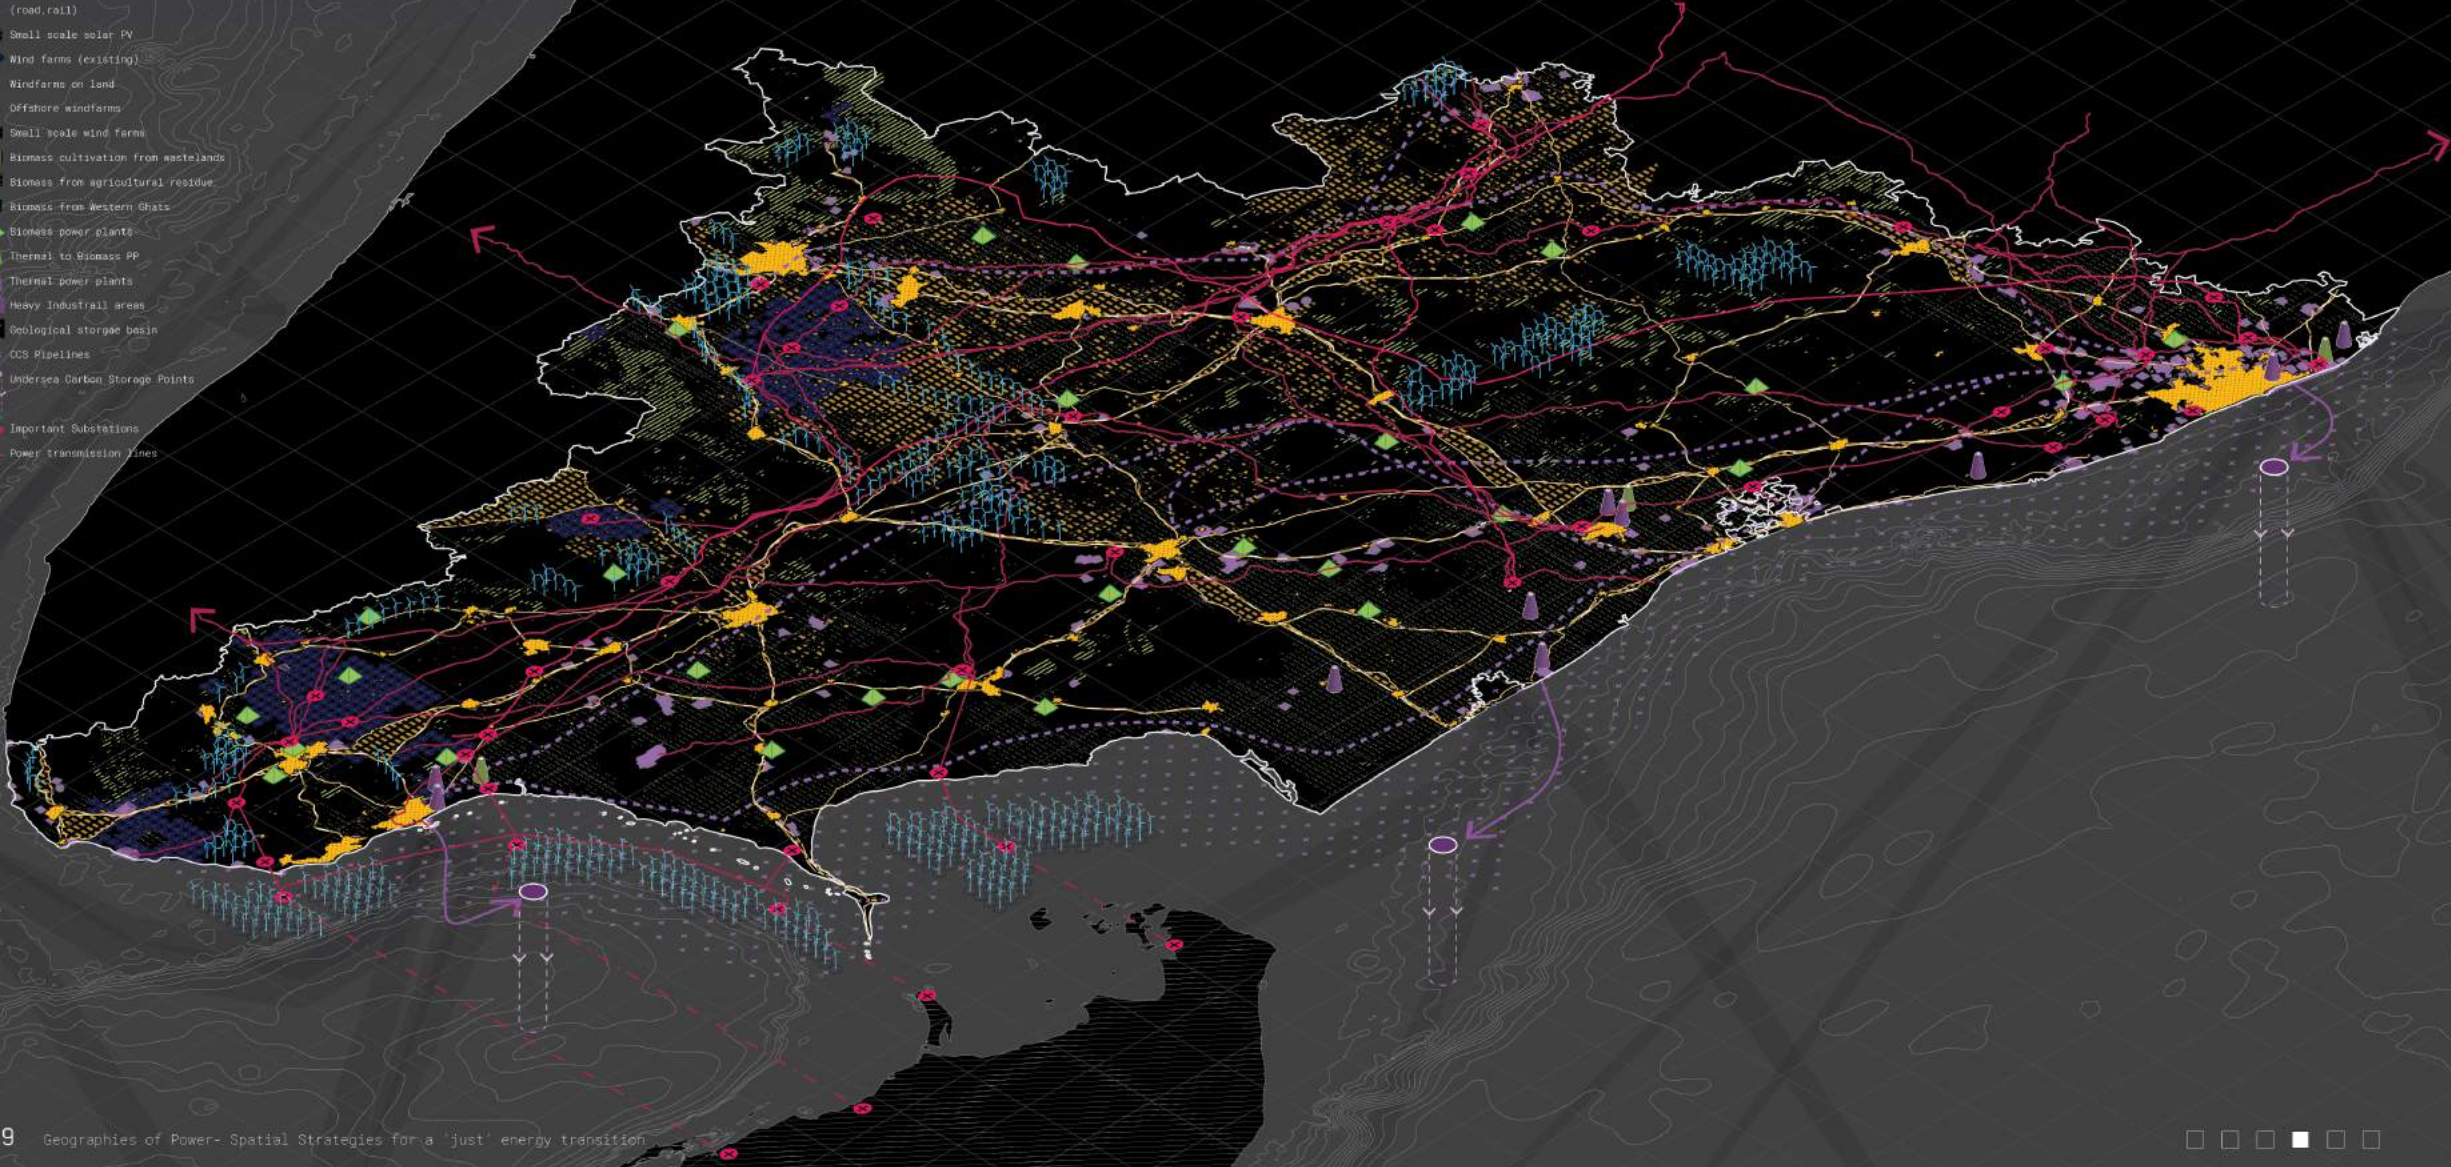 (road,rail)
Small scale solar PV
Wind farms (existing)
Windfarms on land
Offshore windfarms
Small scale wind farms
Biomass cultivation from wastelands
Biomass from agricultural residue
Biomass from Western Ghats
Biomass power plants
Thermal to Biomass PP
Thermal power plants
Heavy Industrail areas
Geological storgae basin
CCS Pipelines
Undersea Carbon Storage Points
Important Substations
Power transmission lines
9 Geographies of Power- Spatial Strategies for a 'just' energy transition